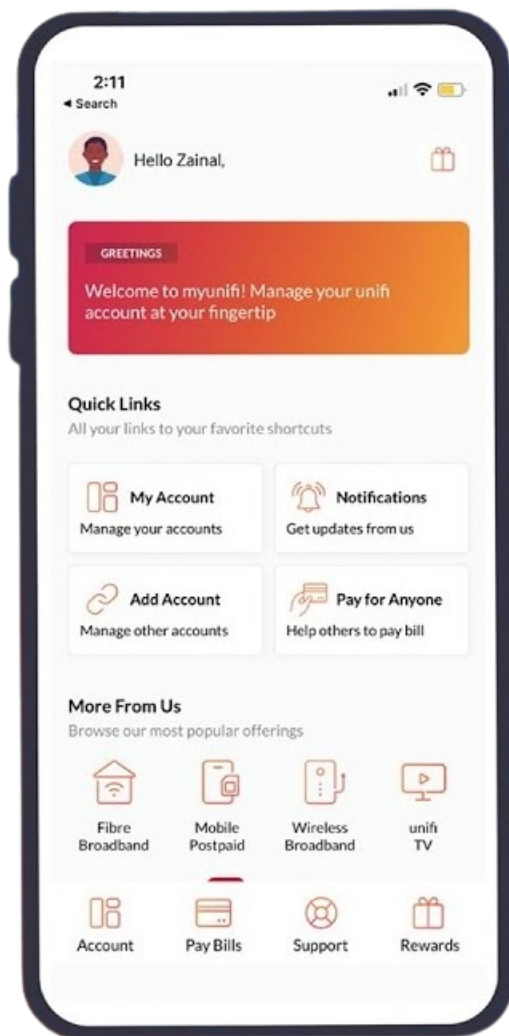 2:11
◄ Search
Hello Zainal,
GREETINGS
Welcome to myunifi! Manage your unifi
account at your fingertip
Quick Links
All your links to your favorite shortcuts
My Account
Manage your accounts
Notifications
Get updates from us
Add Account
Manage other accounts
Pay for Anyone
Help others to pay bill
More From Us
Browse our most popular offerings
Fibre
Broadband
Mobile
Postpaid
Wireless
Broadband
unifi
TV
Account
Pay Bills
Support
Rewards